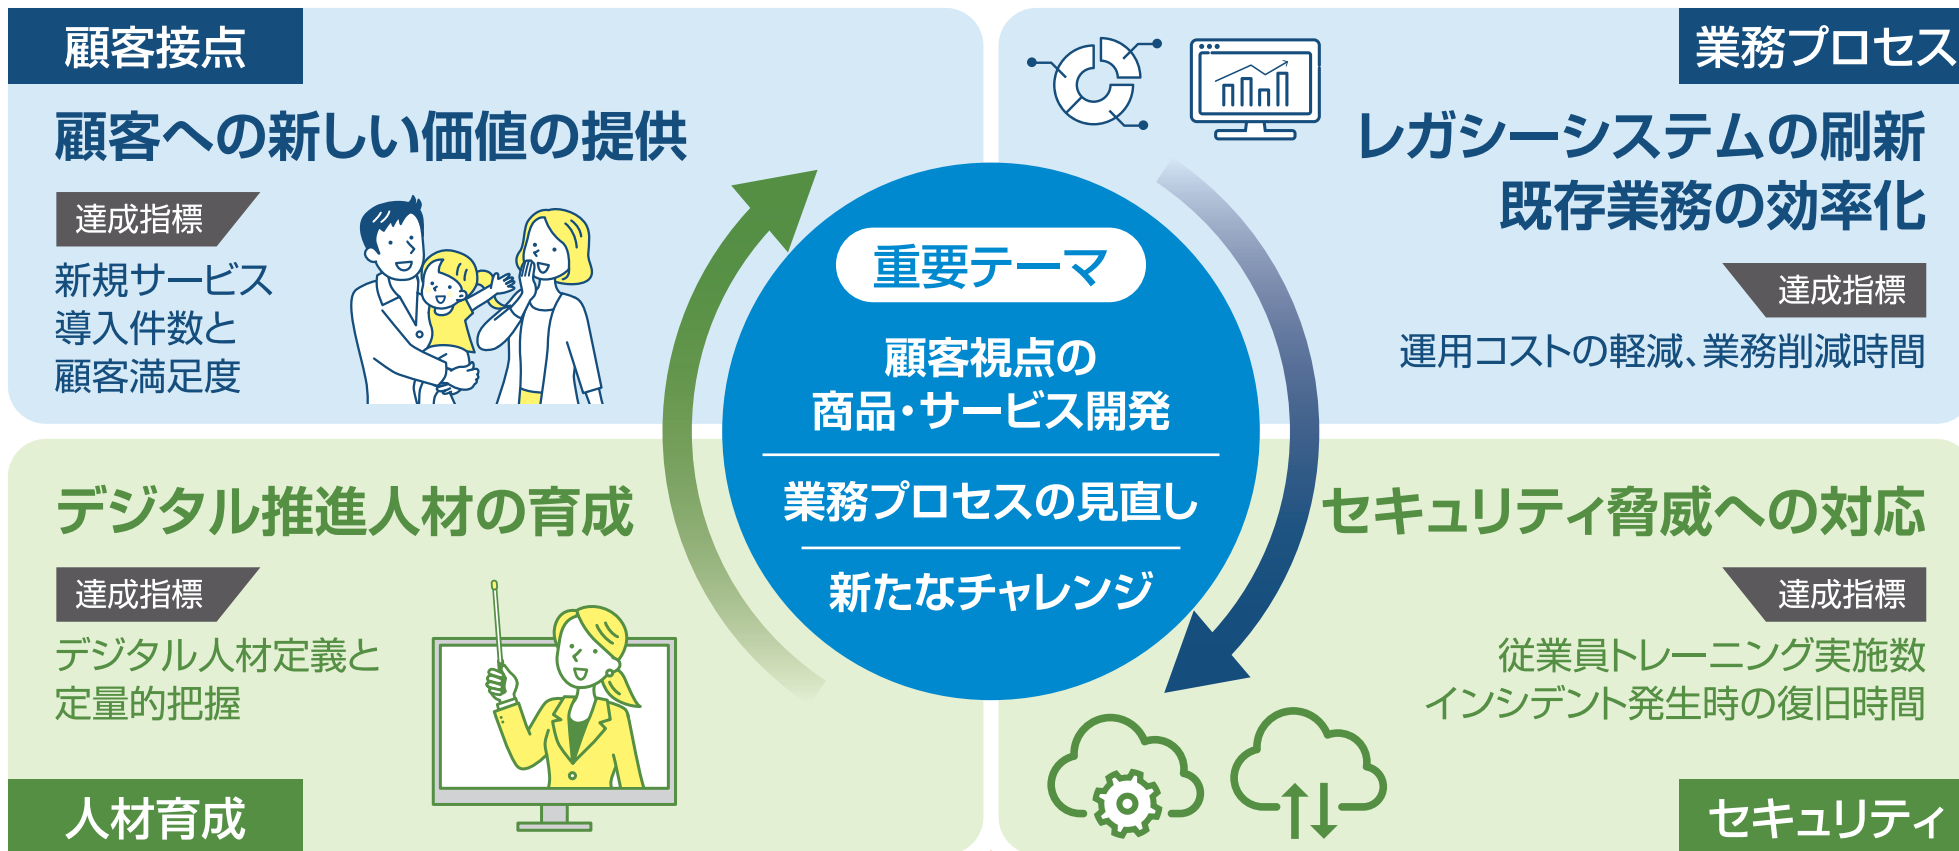 顧客接点
顧客への新しい価値の提供
達成指標
新規サービス
導入件数と
顧客満足度
業務プロセス
レガシーシステムの刷新
既存業務の効率化
達成指標
運用コストの軽減、業務削減時間
重要テーマ
顧客視点の
商品・サービス開発
業務プロセスの見直し
新たなチャレンジ
デジタル推進人材の育成
達成指標
デジタル人材定義と
定量的把握
人材育成
セキュリティ脅威への対応
達成指標
従業員トレーニング実施数
インシデント発生時の復旧時間
セキュリティ